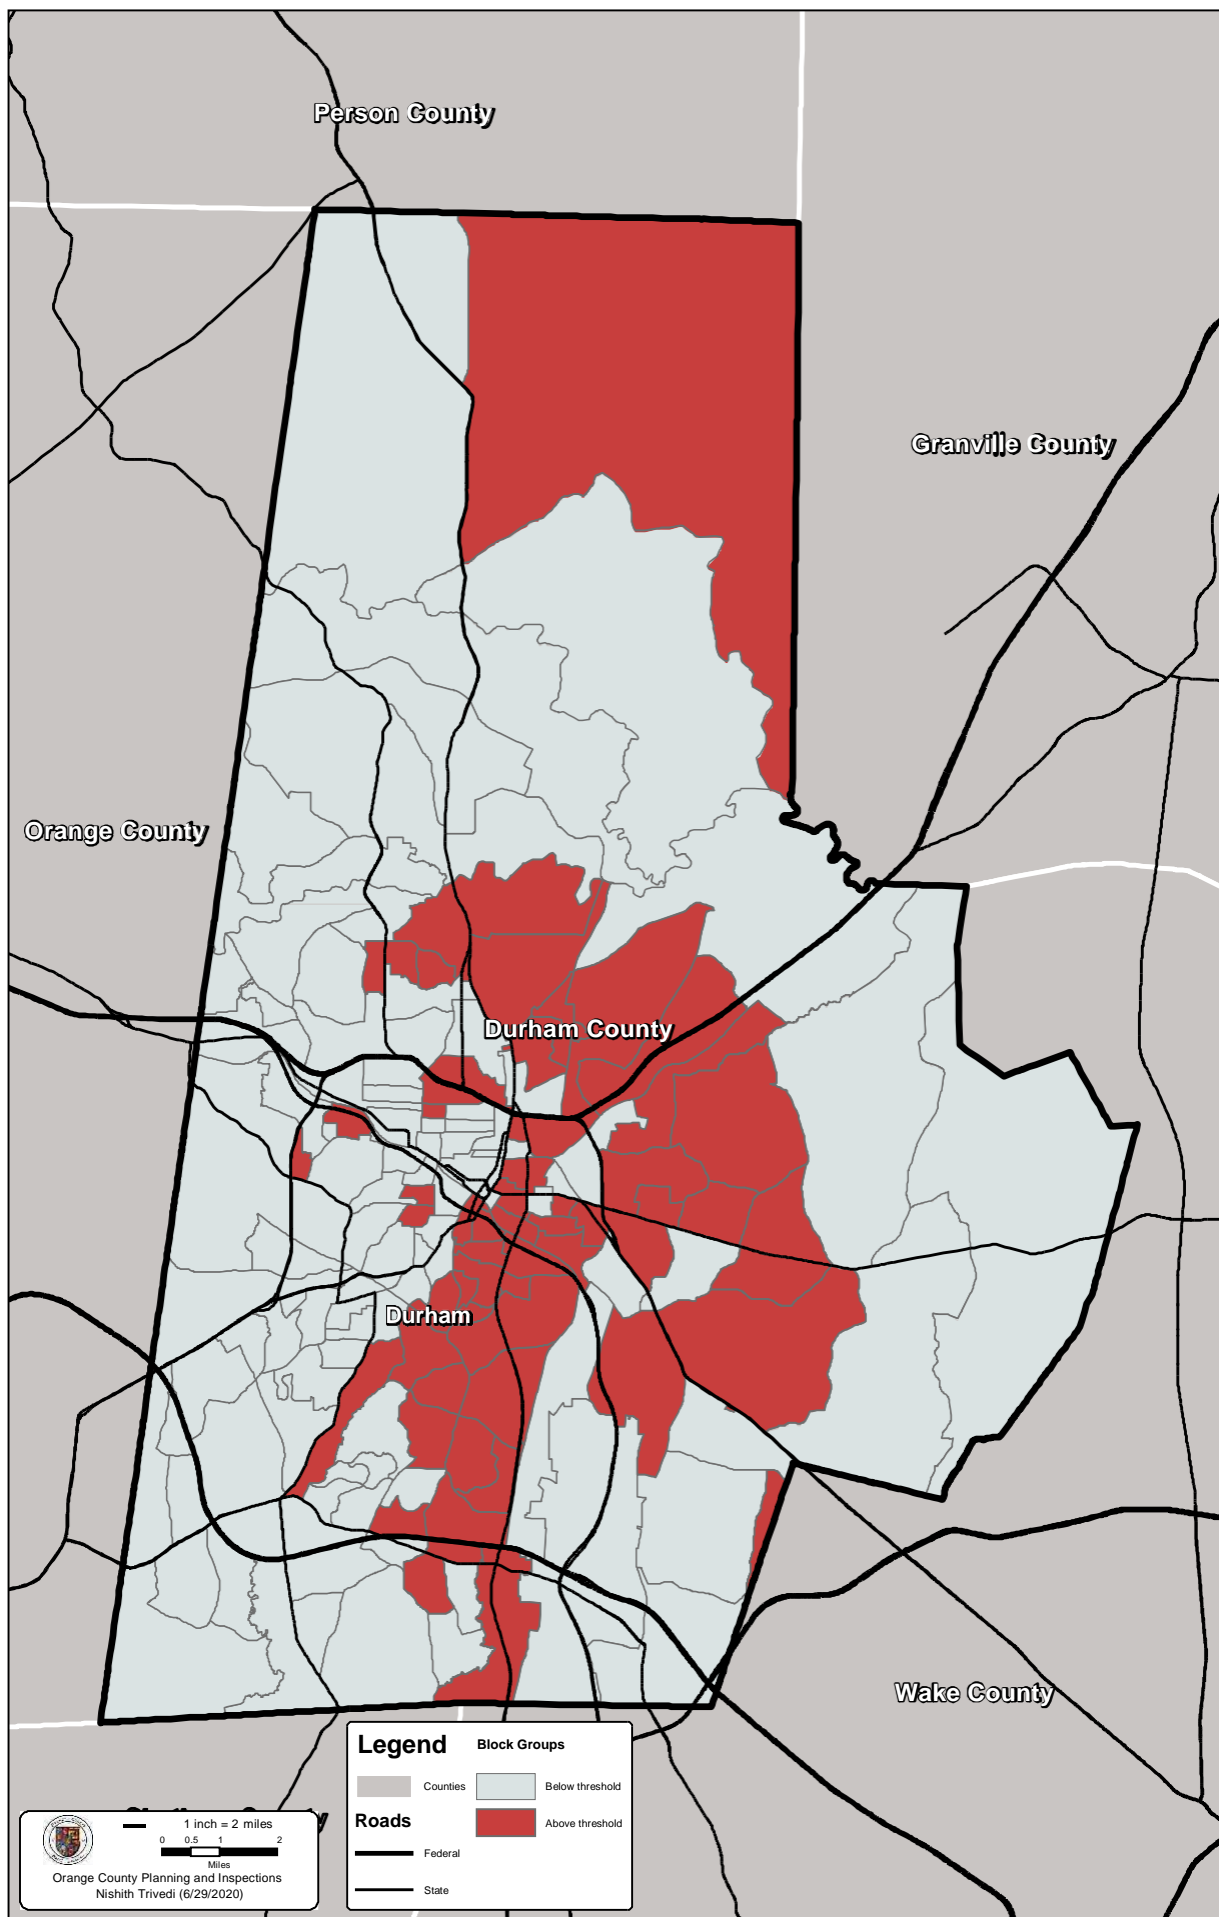 Person County
Granville County
Orange County
Durham County
Durham
Wake County
Legend
Block Groups
Counties
Below threshold
Roads
Above threshold
Federal
State
County
1 inch = 2 miles
0 0.5 1 2
Miles
Orange County Planning and Inspections
Nishith Trivedi (6/29/2020)